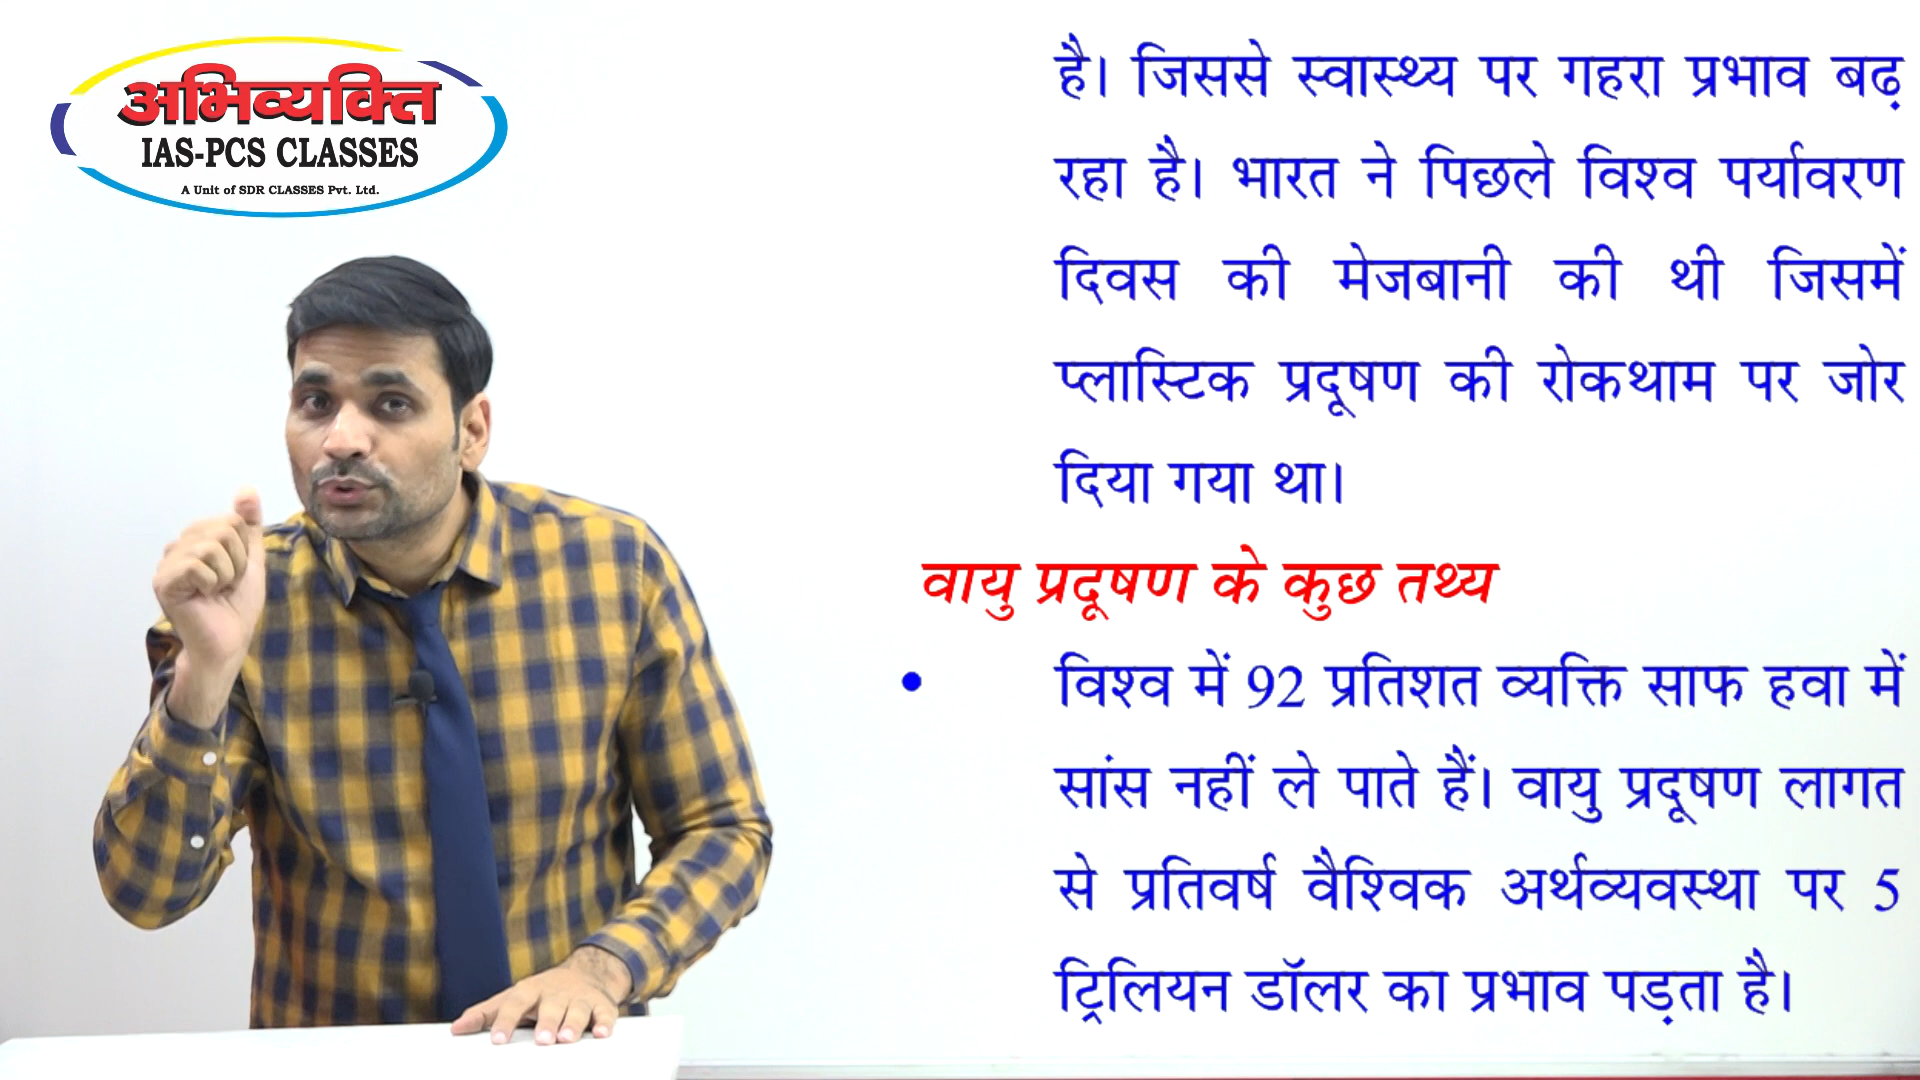 अभिव्यक्ति
IAS-PCS CLASSES
A Unit of SDR CLASSES Pvt. Ltd.
है। जिससे स्वास्थ्य पर गहरा प्रभाव बढ़
रहा है। भारत ने पिछले विश्व पर्यावरण
दिवस की मेजबानी की थी जिसमें
प्लास्टिक प्रदूषण की रोकथाम पर जोर
दिया गया था।
वायु प्रदूषण के कुछ तथ्य
• विश्व में 92 प्रतिशत व्यक्ति साफ हवा में
सांस नहीं ले पाते हैं। वायु प्रदूषण लागत
से प्रतिवर्ष वैश्विक अर्थव्यवस्था पर 5
ट्रिलियन डॉलर का प्रभाव पड़ता है।